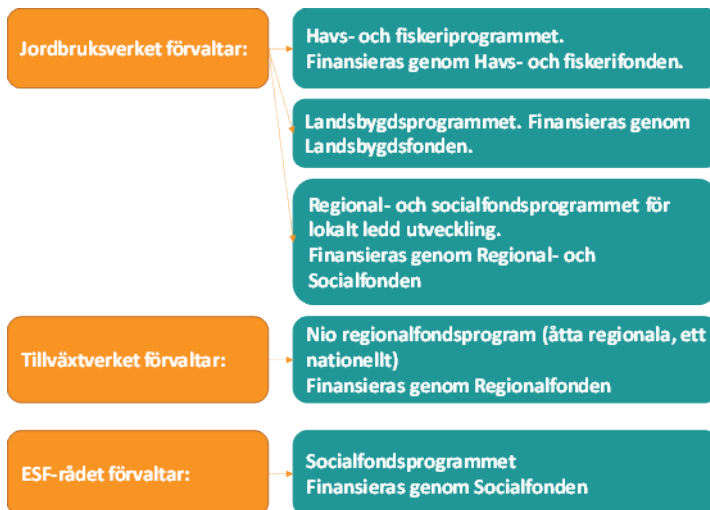 Jordbruksverket förvaltar:
Havs- och fiskeriprogrammet.
Finansieras genom Havs- och fiskerifonden.
Landsbygdsprogrammet. Finansieras genom
Landsbygdsfonden.
Regional- och socialfondsprogrammet för
lokalt ledd utveckling.
Finansieras genom Regional- och
Socialfonden
Tillväxtverket förvaltar:
Nio regionalfondsprogram (åtta regionala, ett
nationellt)
Finansieras genom Regionalfonden
ESF-rådet förvaltar:
Socialfondsprogrammet
Finansieras genom Socialfonden